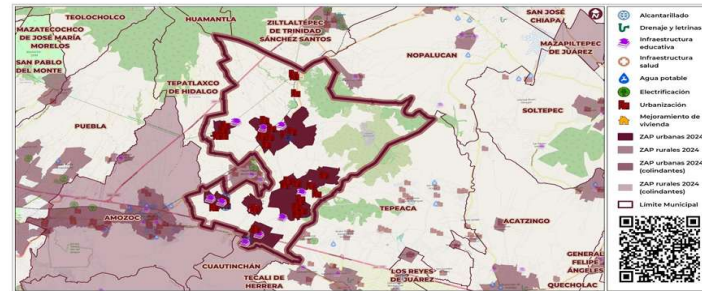 TEOLOCHOLCO
HUAMANTLA
ZILTLALTÉPEC
DE TRINIDAD
SÁNCHEZ SANTOS
SAN JOSÉ
CHIAPA
MAZATECOCHCO
DE JOSÉ MARÍA
MORELOS
NOPALUCAN
MAZAPILTEPEC
DE JUÁREZ
SAN PABLO
DEL MONTE
TEPATLAXCO
DE HIDALGO
SOLTEPEC
PUEBLA
AMOZOC
TEPEACA
ACATZINGO
CUAUTINCHÁN
TECALI DE
HERRERA
LOS REYES
DE JUÁREZ
GENERAL
FELIPE
ÁNGELES
QUECHOLAC
Alcantarillado
Drenaje y letrinas
Infraestructura
educativa
Infraestructura
salud
Agua potable
Electrificación
Urbanización
Mejoramiento de
vivienda
ZAP urbanas 2024
ZAP rurales 2024
ZAP urbanas 2024
(colindantes)
ZAP rurales 2024
(colindantes)
Límite Municipal